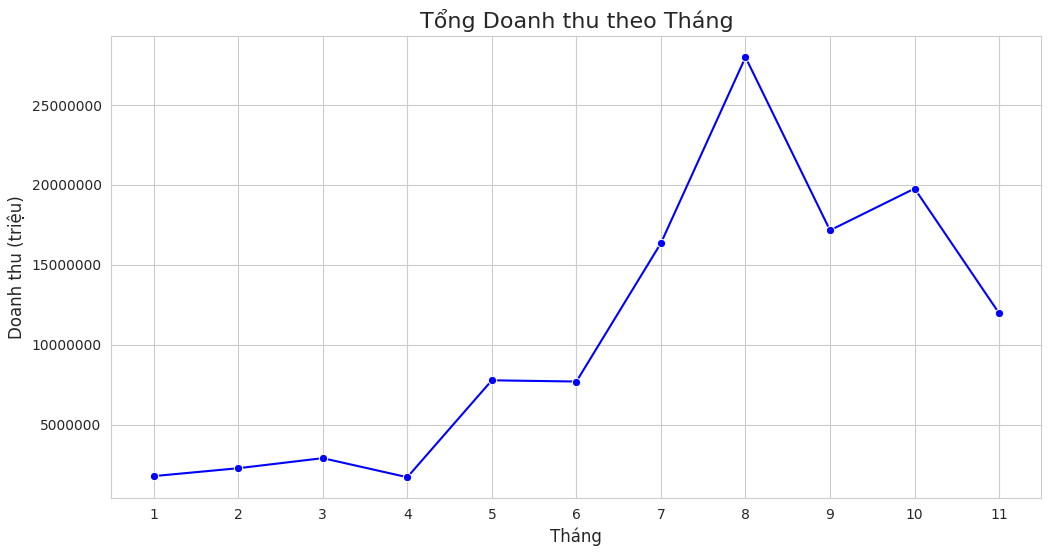 Tổng Doanh thu theo Tháng
Doanh thu (triệu)
25000000
20000000
15000000
10000000
5000000
1 2 3 4 5 6 7 8 9 10 11
Tháng